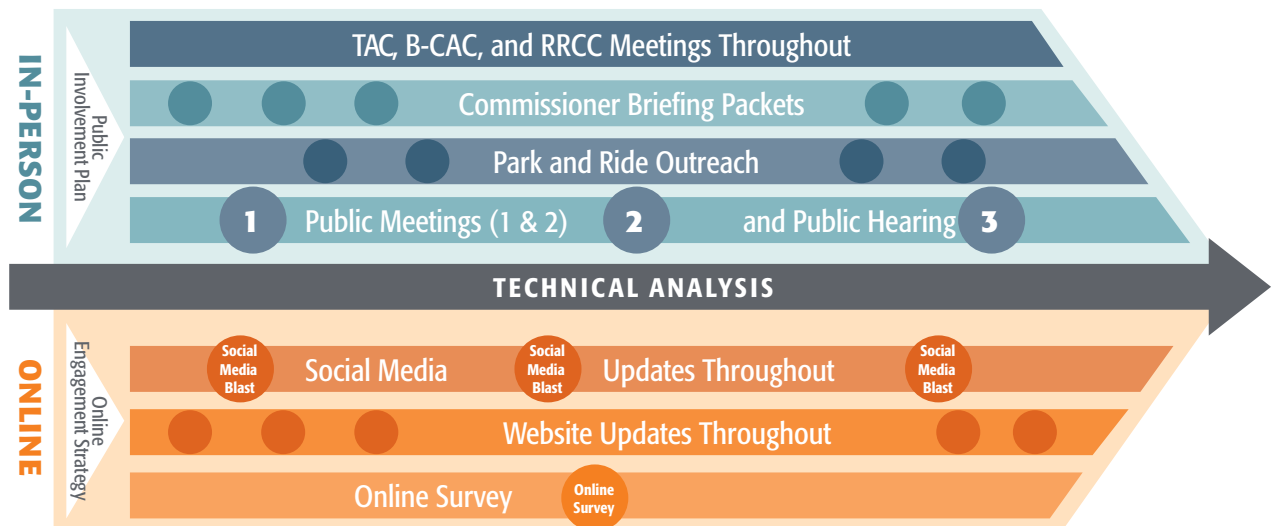 IN-PERSON
Public
Involvement Plan
TAC, B-CAC, and RRCC Meetings Throughout
Commissioner Briefing Packets
Park and Ride Outreach
1 Public Meetings (1 & 2) 2 and Public Hearing 3
TECHNICAL ANALYSIS
ONLINE
Online
Engagement Strategy
Social
Media
Blast
Social Media
Social
Media
Blast
Updates Throughout
Social
Media
Blast
Website Updates Throughout
Online Survey
Online
Survey